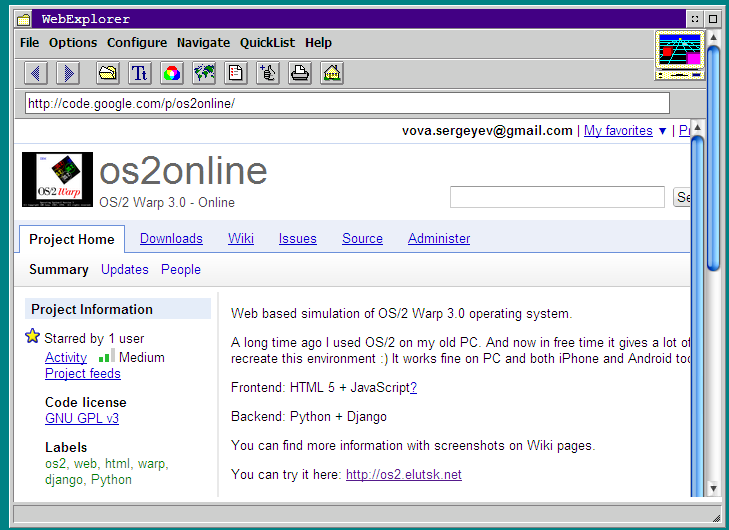 WebExplorer
File Options Configure Navigate QuickList Help
Tt
http://code.google.com/p/os2online/
vova.sergeyev@gmail.com | My favorites ▼ | Pr
OS/2 Warp
os2online
OS/2 Warp 3.0 - Online
Se
Project Home Downloads Wiki Issues Source Administer
Summary Updates People
Project Information
Starred by 1 user
Activity Medium
Project feeds
Code license
GNU GPL v3
Labels
os2, web, html, warp,
django, Python
Web based simulation of OS/2 Warp 3.0 operating system.
A long time ago I used OS/2 on my old PC. And now in free time it gives a lot of
recreate this environment :) It works fine on PC and both iPhone and Android too
Frontend: HTML 5 + JavaScript?
Backend: Python + Django
You can find more information with screenshots on Wiki pages.
You can try it here: http://os2.elutsk.net